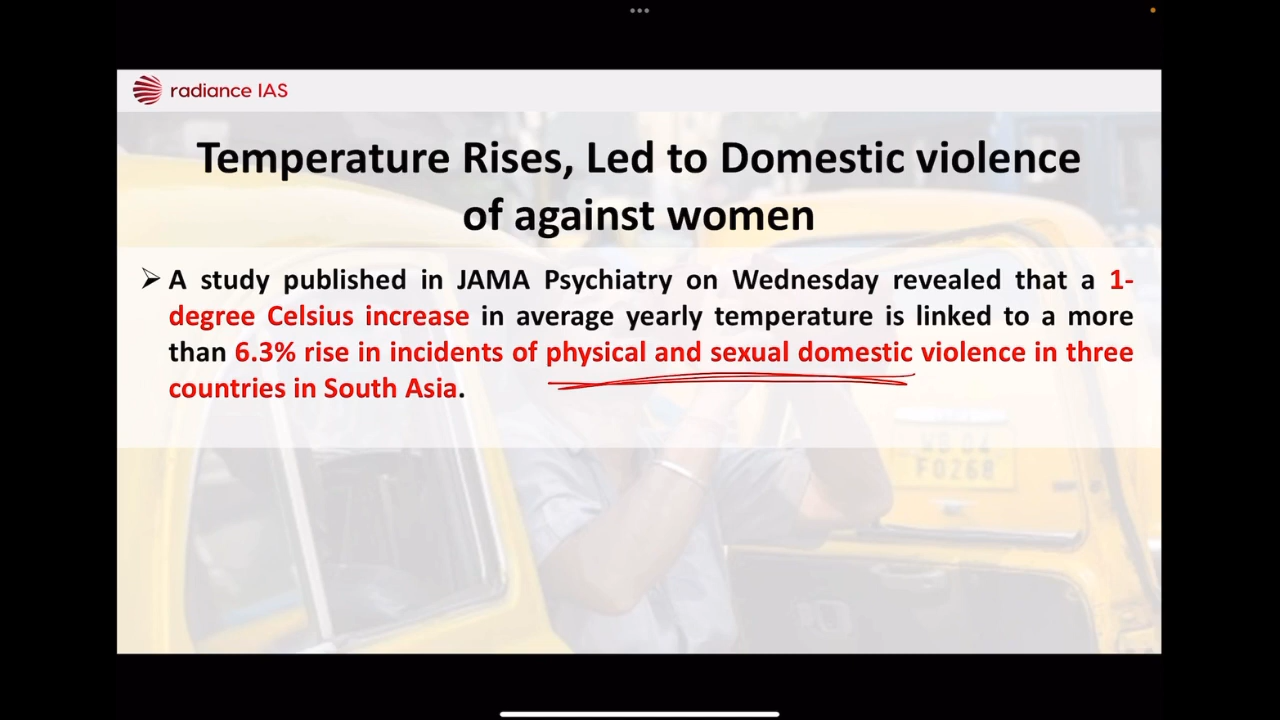 radiance IAS
Temperature Rises, Led to Domestic violence
of against women
A study published in JAMA Psychiatry on Wednesday revealed that a 1-
degree Celsius increase in average yearly temperature is linked to a more
than 6.3% rise in incidents of physical and sexual domestic violence in three
countries in South Asia.